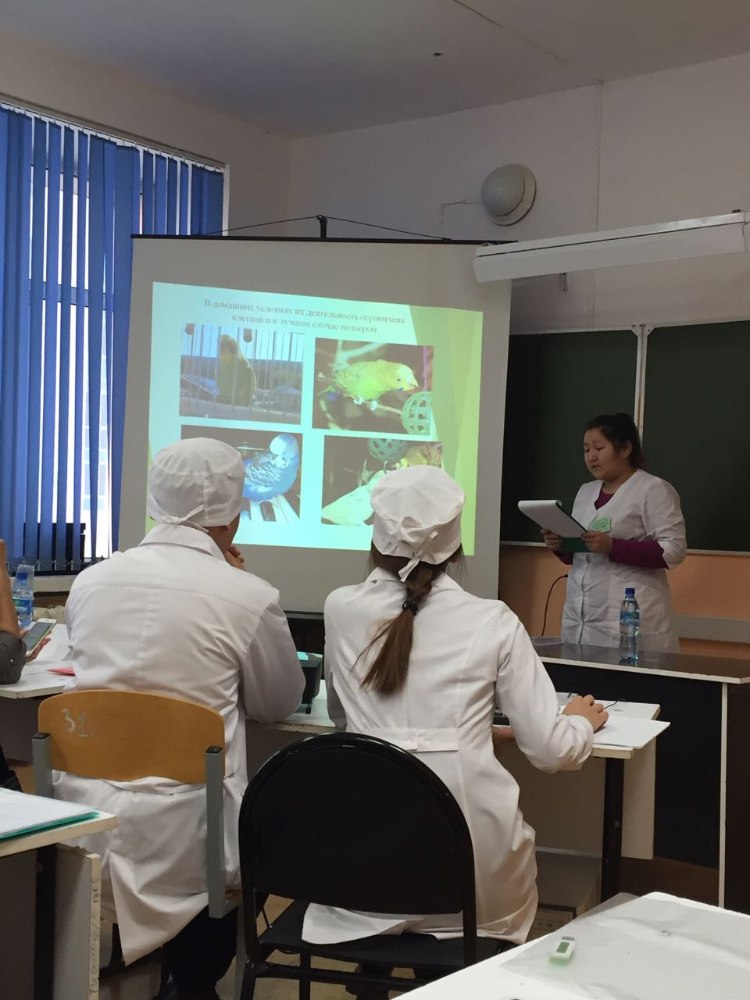 В домашних условиях их деятельность ограничена
клеткой и в лучшем случае вольером
31